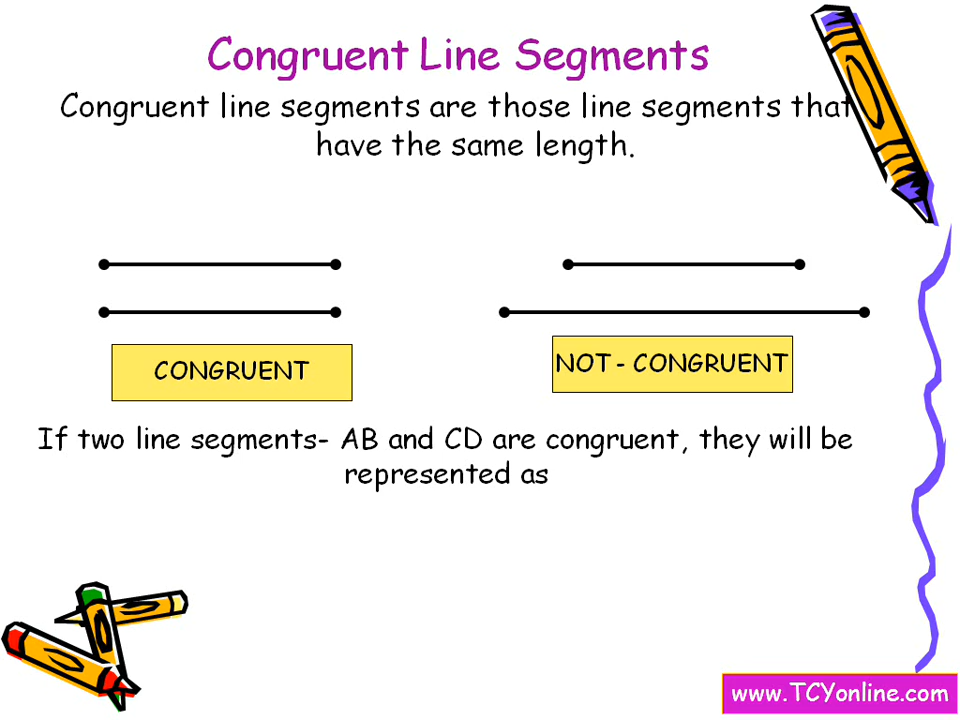 Congruent Line Segments
Congruent line segments are those line segments that
have the same length.
CONGRUENT
NOT - CONGRUENT
If two line segments- AB and CD are congruent, they will be
represented as
www.TCYonline.com